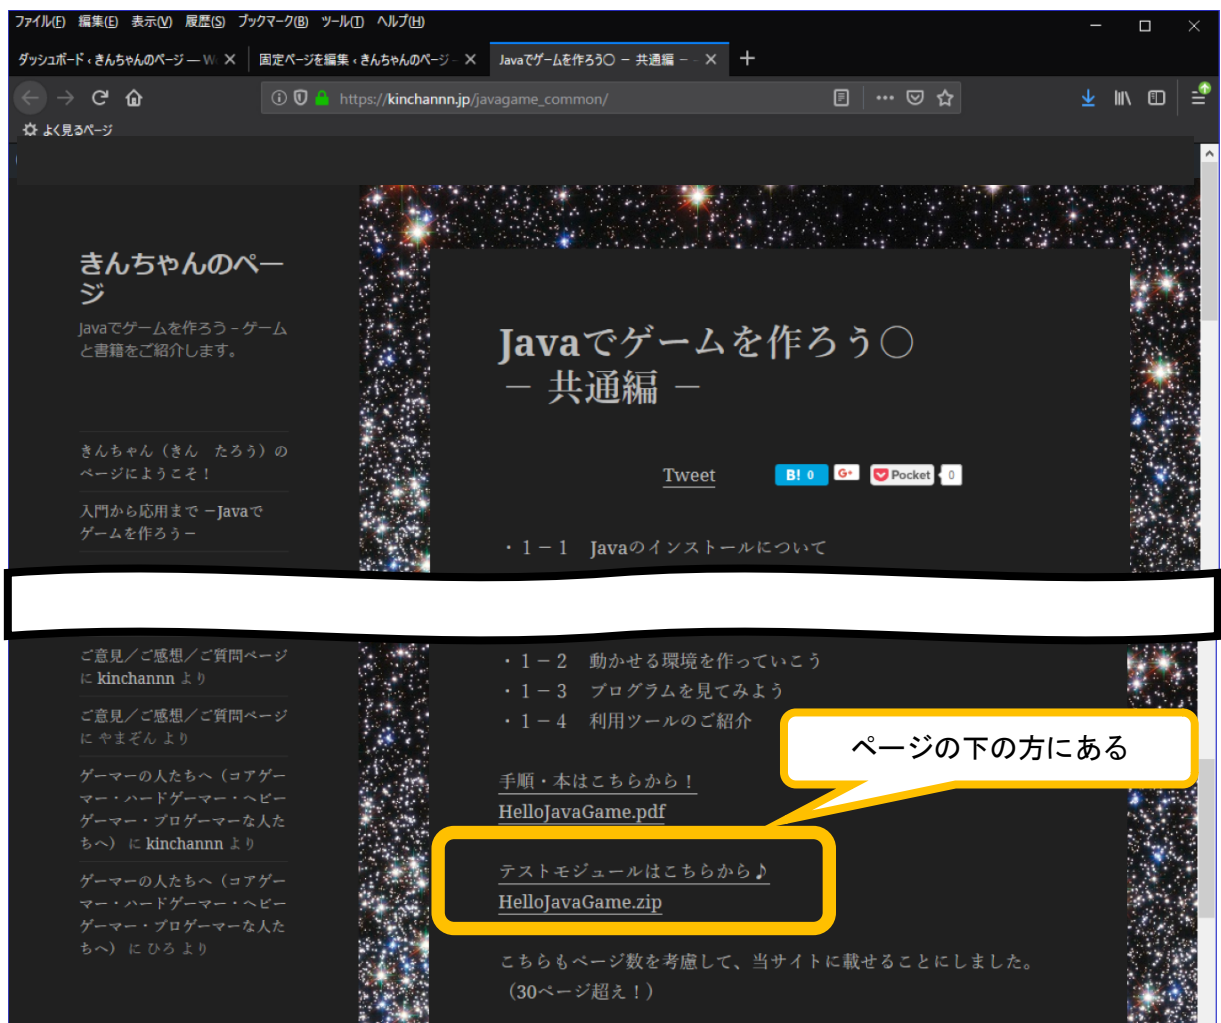 ファイル(F) 編集(E) 表示(V) 履歴(S) ブックマーク(B) ツール(T) ヘルプ(H)
ダッシュボード ‹ きんちゃんのページ — W 固定ページを編集 ‹ きんちゃんのページ – Javaでゲームを作ろう〇 － 共通編 －
https://kinchannn.jp/javagame_common/
よく見るページ
きんちゃんのペー
ジ
Javaでゲームを作ろう – ゲーム
と書籍をご紹介します。
きんちゃん（きん　たろう）の
ページにようこそ！
入門から応用まで －Javaで
ゲームを作ろう－
Javaでゲームを作ろう〇
－ 共通編 －
Tweet B! 0 G+ Pocket 0
・１－１　Javaのインストールについて
ご意見／ご感想／ご質問ページ
に kinchannn より
ご意見／ご感想／ご質問ページ
に やまぞん より
ゲーマーの人たちへ（コアゲー
マー・ハードゲーマー・ヘビー
ゲーマー・プロゲーマーな人た
ちへ） に kinchannn より
ゲーマーの人たちへ（コアゲー
マー・ハードゲーマー・ヘビー
ゲーマー・プロゲーマーな人た
ちへ） に ひろ より
・１－２　動かせる環境を作っていこう
・１－３　プログラムを見てみよう
・１－４　利用ツールのご紹介
ページの下の方にある
手順・本はこちらから！
HelloJavaGame.pdf
テストモジュールはこちらから♪
HelloJavaGame.zip
こちらもページ数を考慮して、当サイトに載せることにしました。
（30ページ超え！）